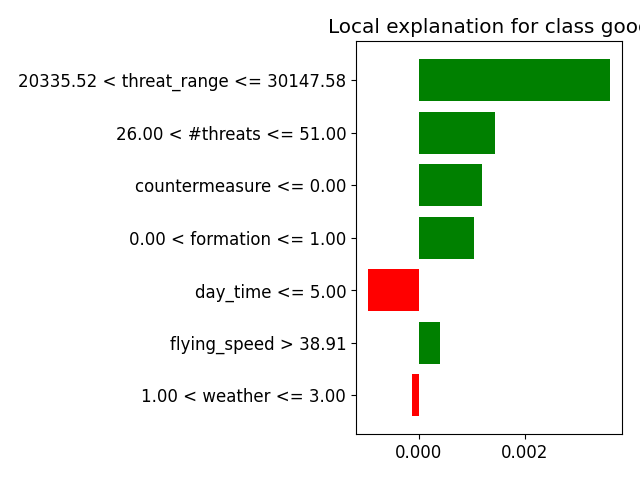 Local explanation for class good
20335.52 < threat_range <= 30147.58
26.00 < #threats <= 51.00
countermeasure <= 0.00
0.00 < formation <= 1.00
day_time <= 5.00
flying_speed > 38.91
1.00 < weather <= 3.00
0.000 0.002